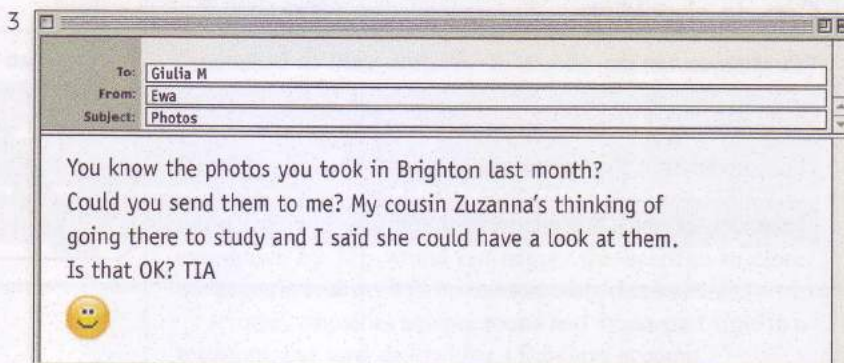 3
To: Giulia M
From: Ewa
Subject: Photos
You know the photos you took in Brighton last month?
Could you send them to me? My cousin Zuzanna's thinking of
going there to study and I said she could have a look at them.
Is that OK? TIA